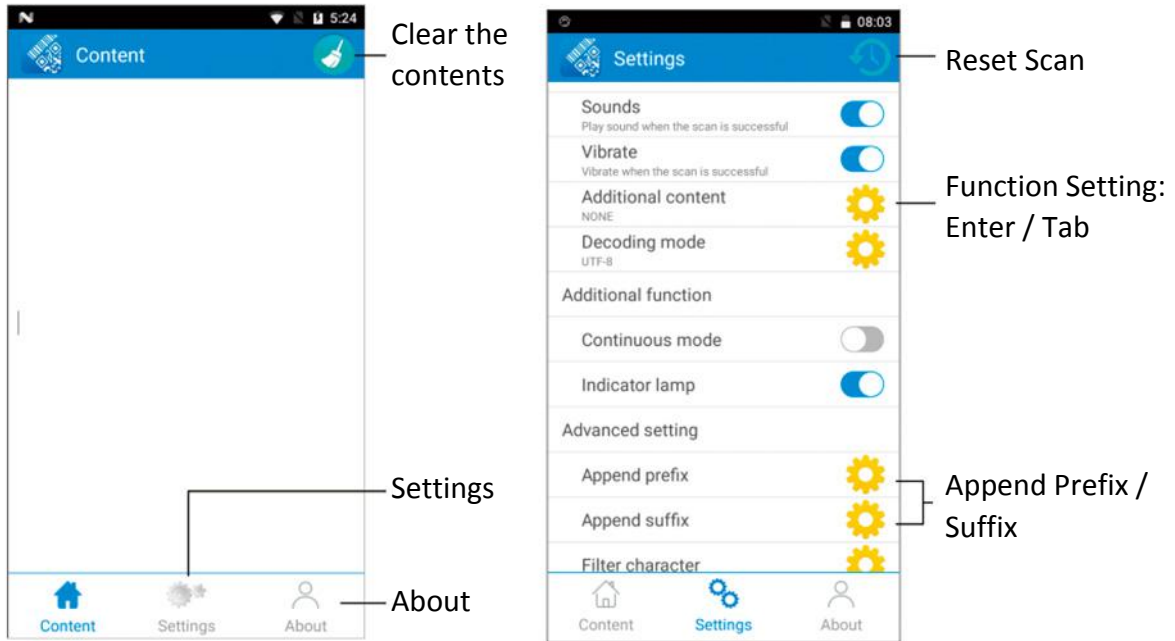 5:24
Content
Clear the
contents
Settings
About
Content
Settings
About
08:03
Settings
Reset Scan
Sounds
Play sound when the scan is successful
Vibrate
Vibrate when the scan is successful
Additional content
NONE
Function Setting:
Enter / Tab
Decoding mode
UTF-8
Additional function
Continuous mode
Indicator lamp
Advanced setting
Append prefix
Append suffix
Append Prefix /
Suffix
Filter character
Content
Settings
About